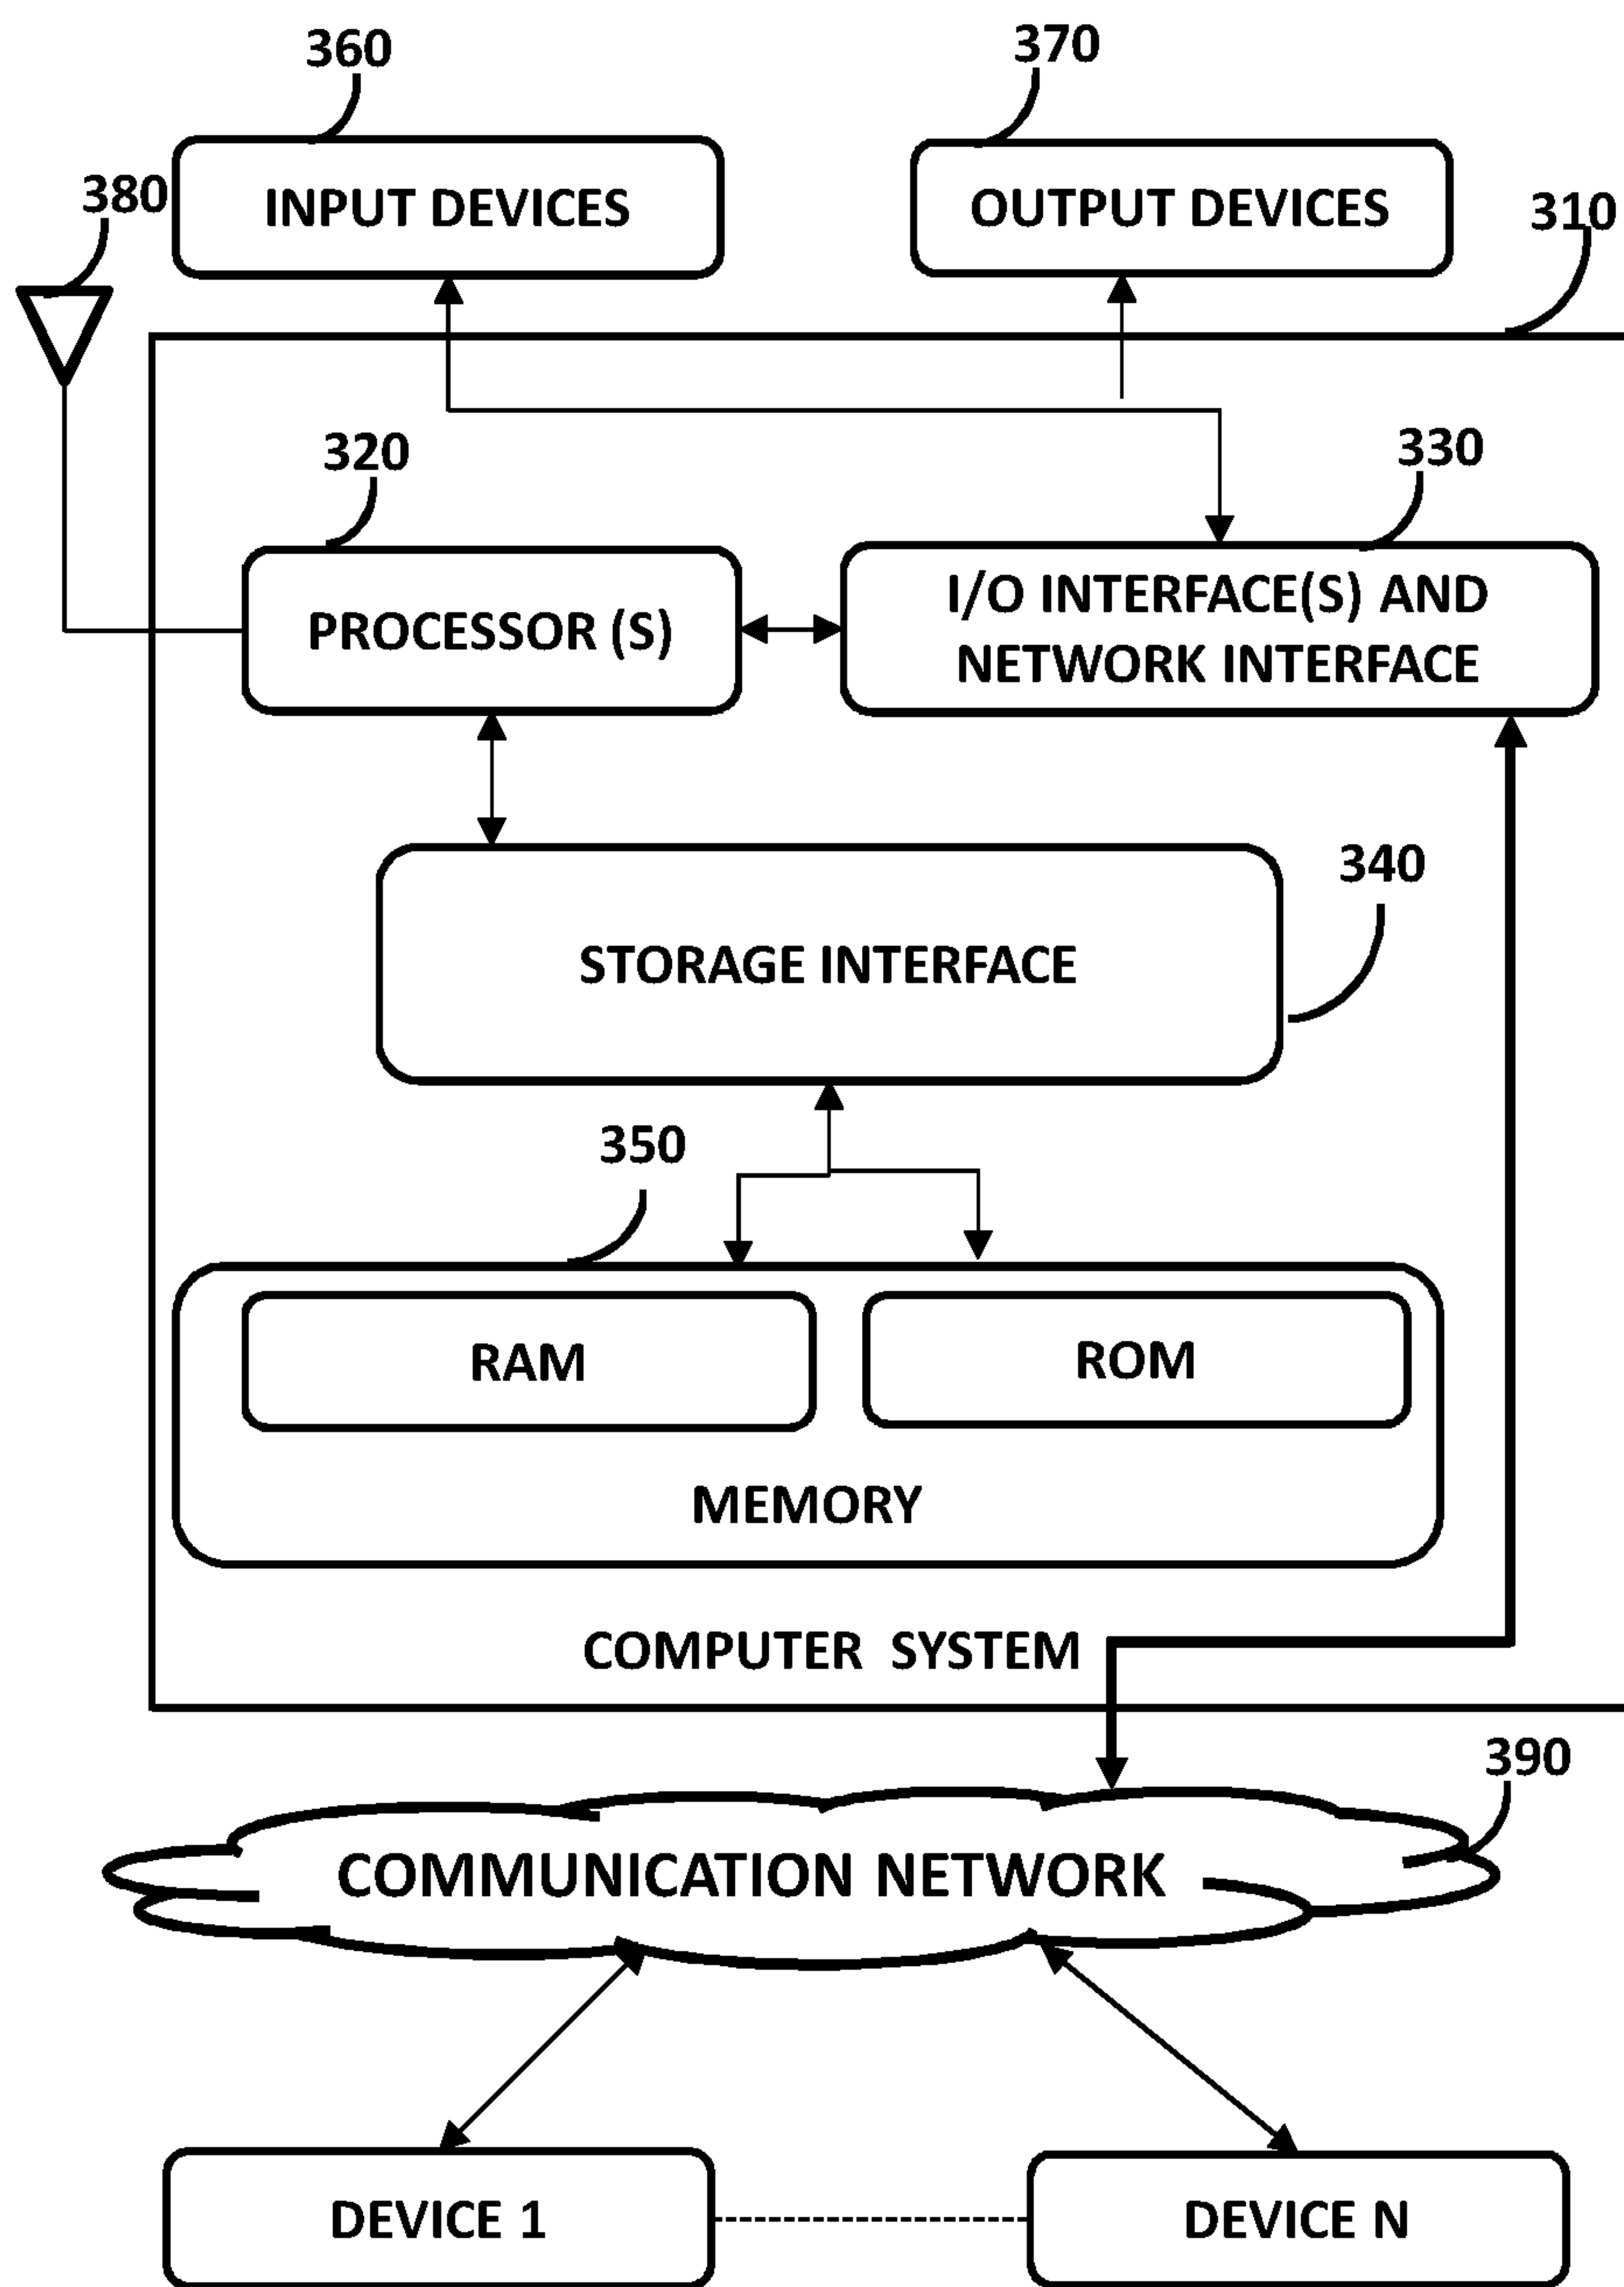 360
370
380
INPUT DEVICES
OUTPUT DEVICES
310
320
330
PROCESSOR (S)
I/O INTERFACE(S) AND
NETWORK INTERFACE
340
STORAGE INTERFACE
350
RAM
ROM
MEMORY
COMPUTER SYSTEM
390
COMMUNICATION NETWORK
DEVICE 1
DEVICE N